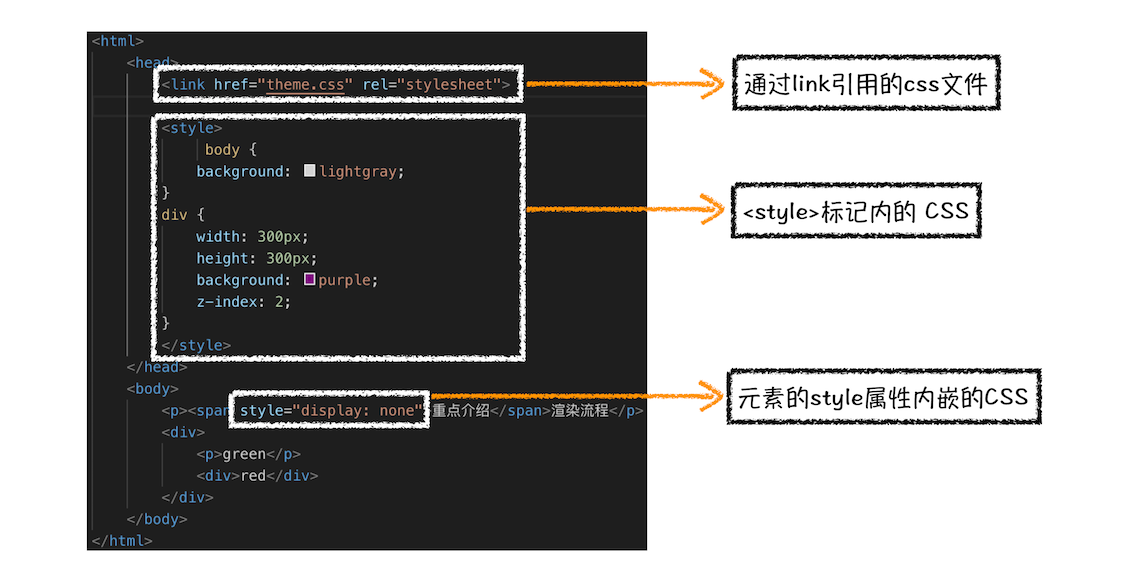 <html>
<head>
<link href="theme.css" rel="stylesheet">
通过link引用的css文件
<style>
body {
background: lightgray;
}
div {
width: 300px;
height: 300px;
background: purple;
z-index: 2;
}
</style>
<style>标记内的 CSS
</head>
<body>
<p><span style="display: none"重点介绍</span>渲染流程</p>
元素的style属性内嵌的CSS
<div>
<p>green</p>
<div>red</div>
</div>
</body>
</html>